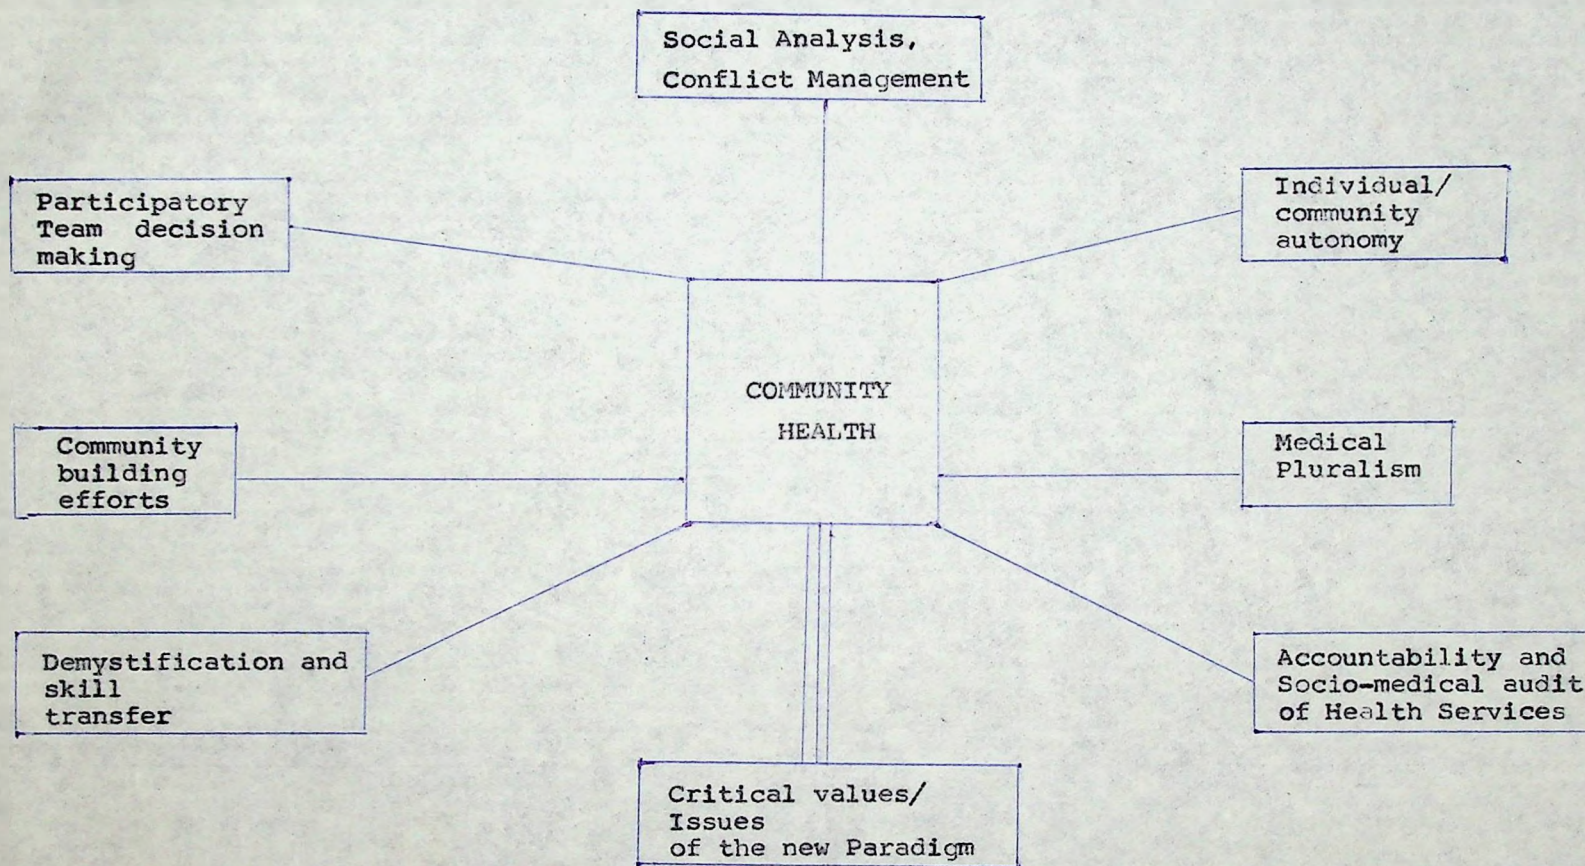 Social Analysis,
Conflict Management
Participatory
Team decision
making
Individual/
community
autonomy
COMMUNITY
HEALTH
Community
building
efforts
Medical
Pluralism
Demystification and
skill
transfer
Accountability and
Socio-medical audit
of Health Services
Critical values/
Issues
of the new Paradigm